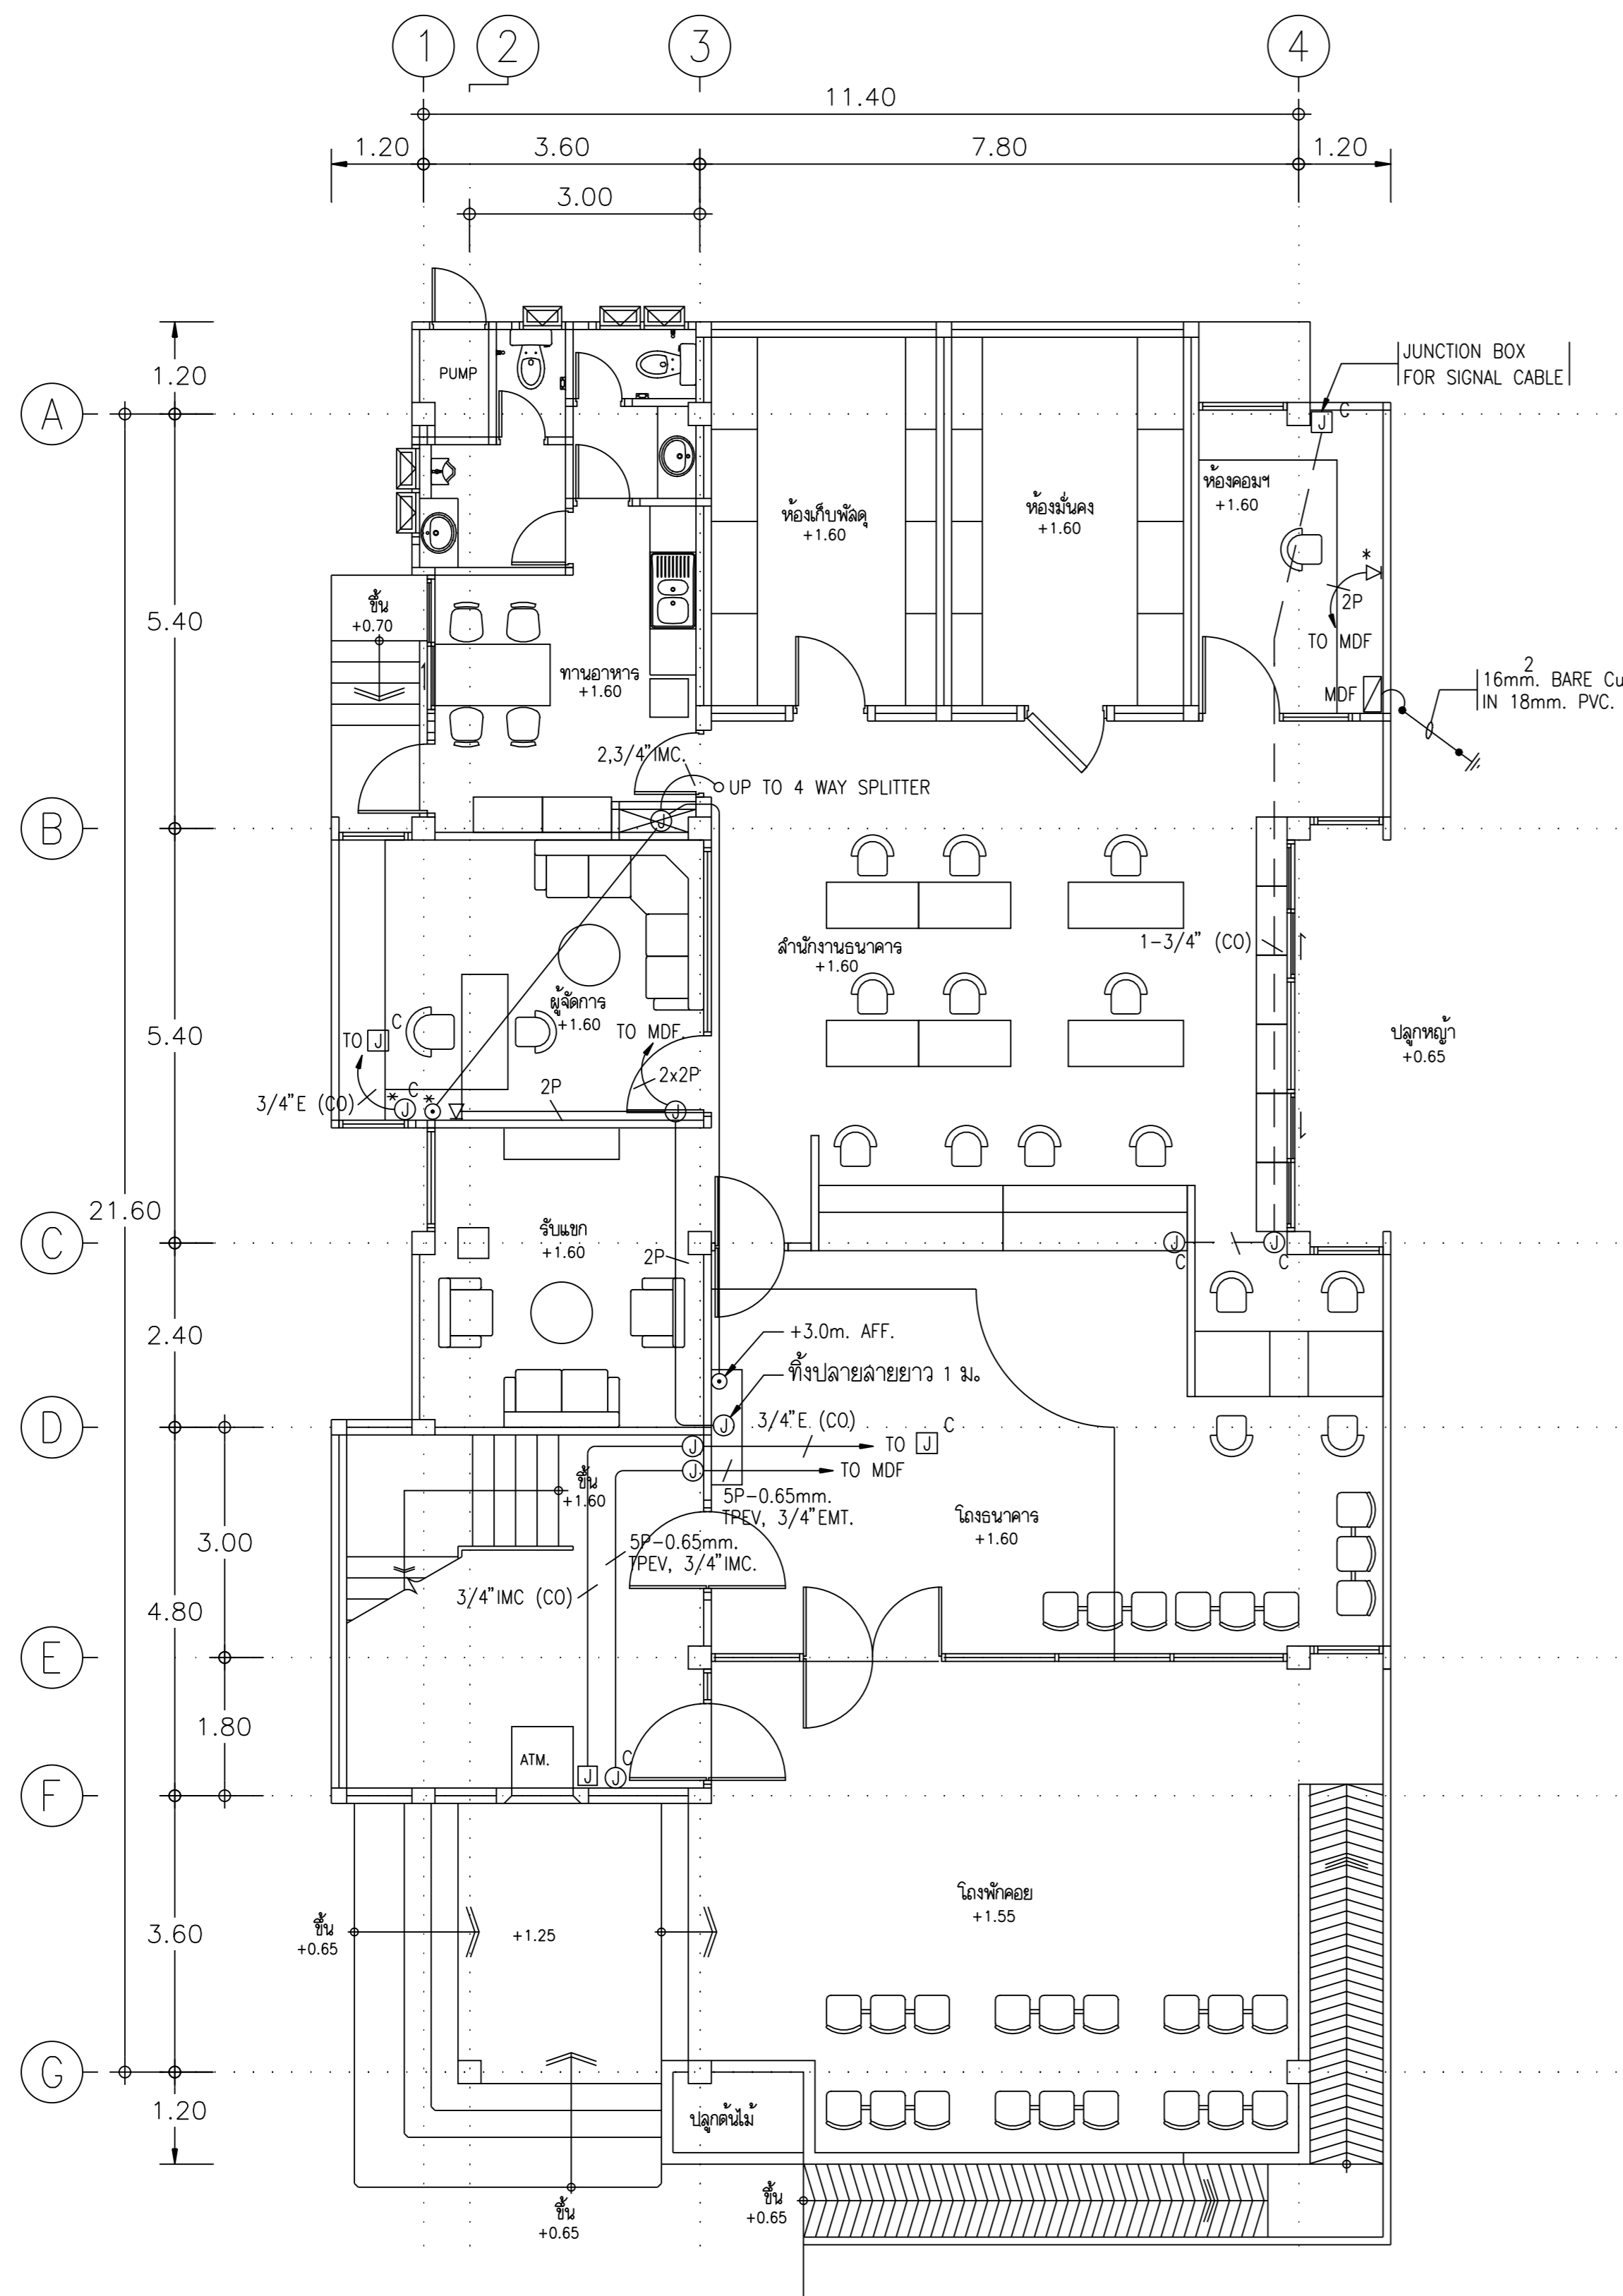 1 2 3 4
11.40
1.20 3.60 7.80 1.20
3.00
1.20
PUMP
JUNCTION BOX
FOR SIGNAL CABLE
A
J C
ห้องคอมฯ
+1.60
ห้องเก็บพัสดุ
+1.60
ห้องมั่นคง
+1.60
*
2P
TO MDF
ขึ้น
+0.70
5.40
ทานอาหาร
+1.60
MDF
2
16mm. BARE Cu
IN 18mm. PVC.
2,3/4"IMC.
UP TO 4 WAY SPLITTER
J
B
สำนักงานธนาคาร
+1.60
1-3/4" (CO)
ผู้จัดการ
+1.60
5.40
TO J C
TO MDF.
ปลูกหญ้า
+0.65
2x2P
2P
3/4"E (CO)
* C *
J J
21.60
รับแขก
+1.60
C
2P
J J
C C
2.40
+3.0m. AFF.
ทิ้งปลายสายยาว 1 ม.
D
J
3/4"E. (CO)
J TO J C
J TO MDF
ขึ้น
+1.60
5P-0.65mm.
TPEV, 3/4"EMT.
โถงธนาคาร
+1.60
3.00
5P-0.65mm.
TPEV, 3/4"IMC.
3/4"IMC (CO)
4.80
E
1.80
ATM.
J J C
F
โถงพักคอย
+1.55
3.60
ขึ้น
+0.65
+1.25
G
1.20
ปลูกต้นไม้
ขึ้น
+0.65
ขึ้น
+0.65